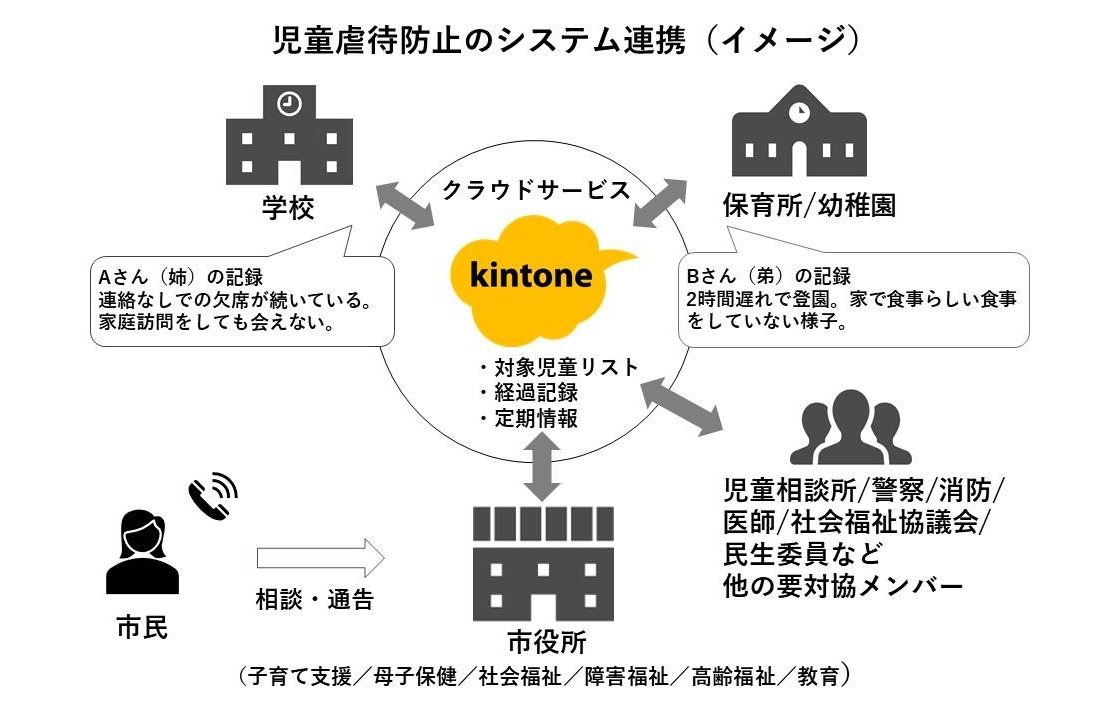 児童虐待防止のシステム連携（イメージ）
学校
クラウドサービス
保育所/幼稚園
Aさん（姉）の記録
連絡なしでの欠席が続いている。
家庭訪問をしても会えない。
kintone
Bさん（弟）の記録
2時間遅れで登園。家で食事らしい食事
をしていない様子。
・対象児童リスト
・経過記録
・定期情報
児童相談所/警察/消防/
医師/社会福祉協議会/
民生委員など
他の要対協メンバー
相談・通告
市民
市役所
（子育て支援／母子保健／社会福祉／障害福祉／高齢福祉／教育）